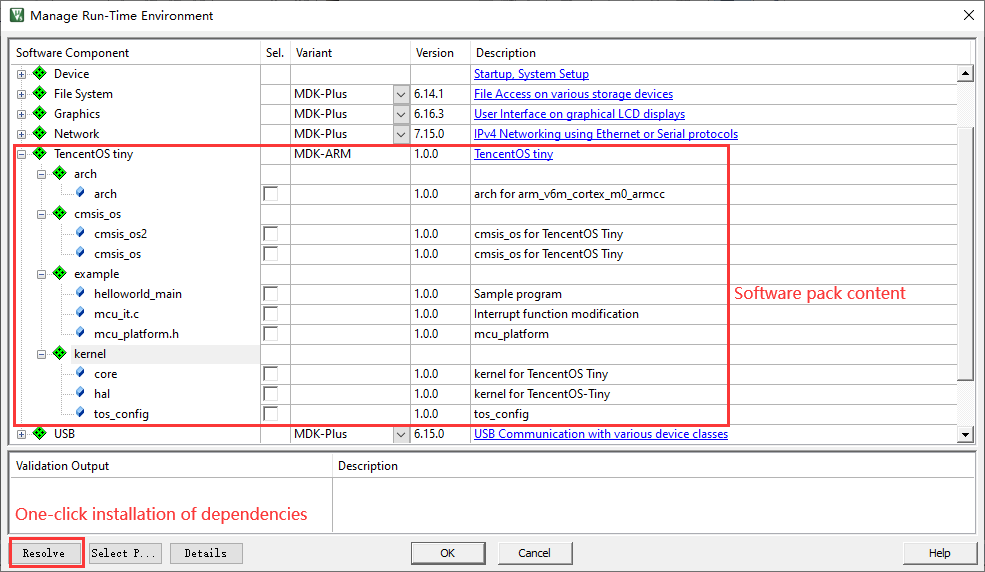 Manage Run-Time Environment
Software Component Sel. Variant Version Description
Device Startup, System Setup
File System MDK-Plus 6.14.1 File Access on various storage devices
Graphics MDK-Plus 6.16.3 User Interface on graphical LCD displays
Network MDK-Plus 7.15.0 IPv4 Networking using Ethernet or Serial protocols
TencentOS tiny MDK-ARM 1.0.0 TencentOS tiny
arch
arch 1.0.0 arch for arm_v6m_cortex_m0_armcc
cmsis_os
cmsis_os2 1.0.0 cmsis_os for TencentOS Tiny
cmsis_os 1.0.0 cmsis_os for TencentOS Tiny
example
helloworld_main 1.0.0 Sample program
Software pack content
mcu_it.c 1.0.0 Interrupt function modification
mcu_platform.h 1.0.0 mcu_platform
kernel
core 1.0.0 kernel for TencentOS Tiny
hal 1.0.0 kernel for TencentOS-Tiny
tos_config 1.0.0 tos_config
USB MDK-Plus 6.15.0 USB Communication with various device classes
Validation Output Description
One-click installation of dependencies
Resolve Select P... Details OK Cancel Help